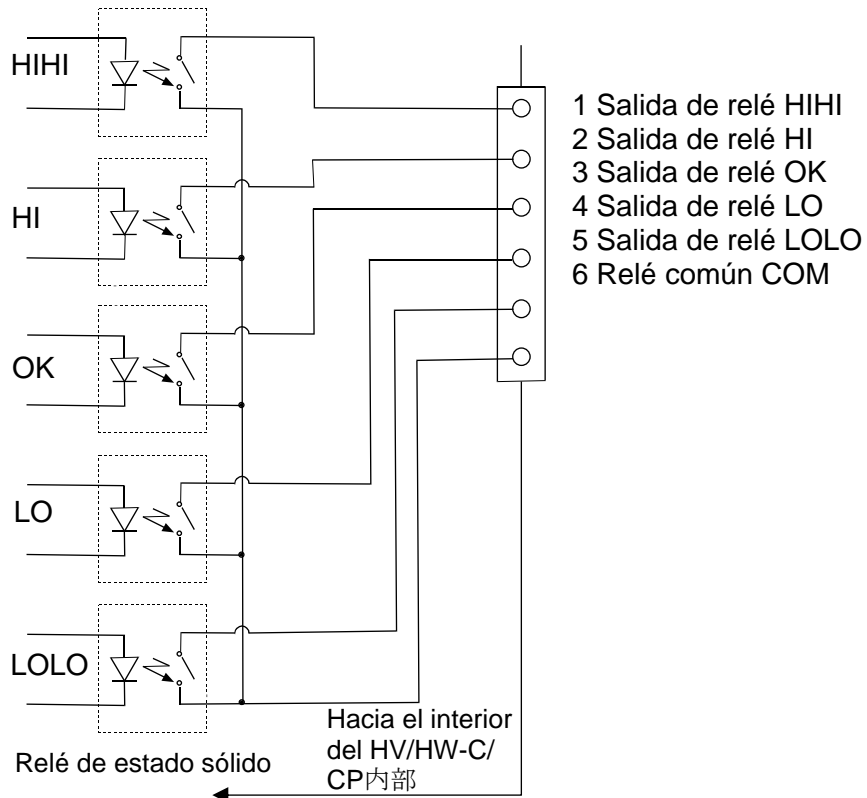 HIHI
HI
OK
LO
LOLO
1 Salida de relé HIHI
2 Salida de relé HI
3 Salida de relé OK
4 Salida de relé LO
5 Salida de relé LOLO
6 Relé común COM
Relé de estado sólido
Hacia el interior
del HV/HW-C/
CP内部